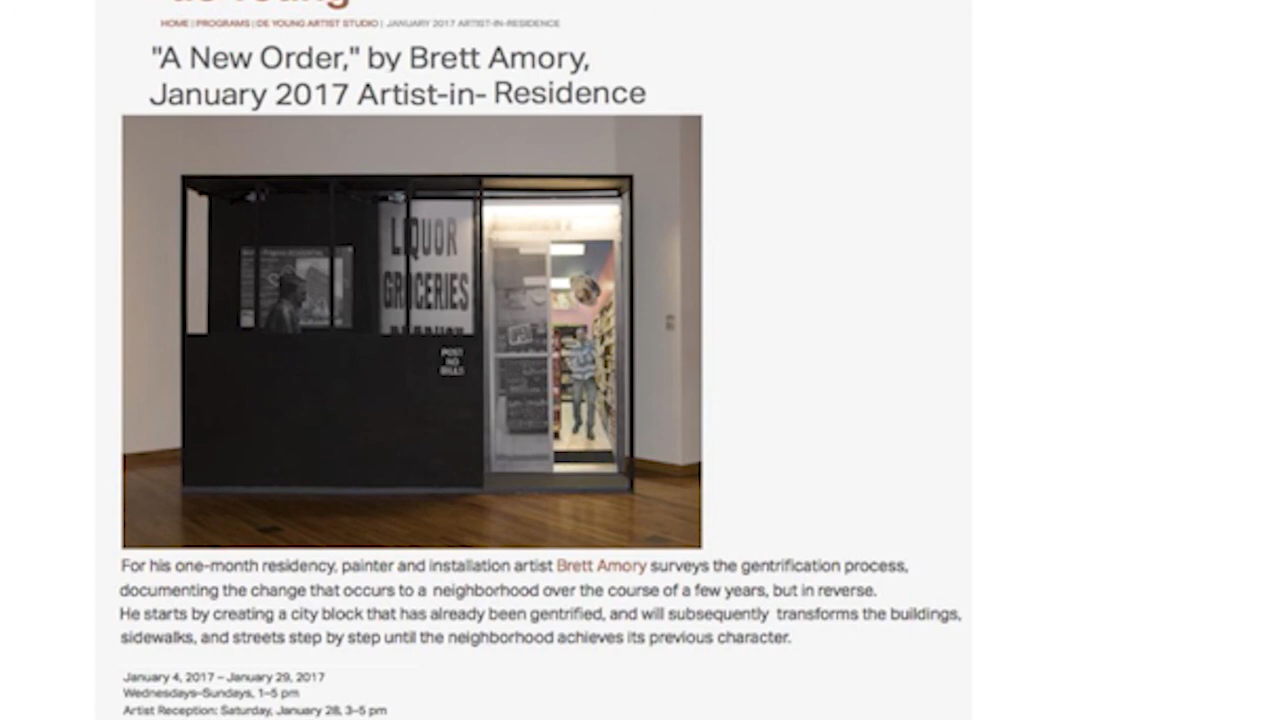 de Young
HOME | PROGRAMS | DE YOUNG ARTIST STUDIO | JANUARY 2017 ARTIST-IN-RESIDENCE
"A New Order," by Brett Amory,
January 2017 Artist-in- Residence
LIQUOR
GROCERIES
POST
NO
BILLS
For his one-month residency, painter and installation artist Brett Amory surveys the gentrification process,
documenting the change that occurs to a neighborhood over the course of a few years, but in reverse.
He starts by creating a city block that has already been gentrified, and will subsequently transforms the buildings,
sidewalks, and streets step by step until the neighborhood achieves its previous character.
January 4, 2017 – January 29, 2017
Wednesdays–Sundays, 1–5 pm
Artist Reception: Saturday, January 28, 3–5 pm